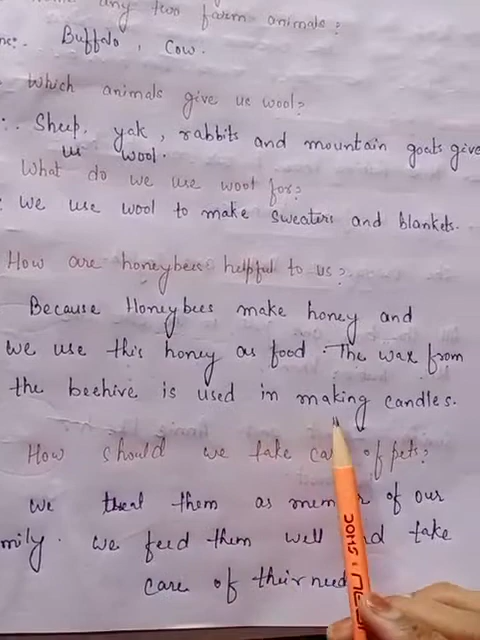 any two farm animals?
Buffalo, Cow.
Which animals give us wool?
Sheep, yak, rabbits and mountain goats give
us wool.
What do we use wool for?
we use wool to make sweaters and blankets.
How are honeybees helpful to us?
Because Honeybees make honey and
we use this honey as food. The wax from
the beehive is used in making candles.
How should we take of pets?
we them as of our
we feed them well take
care of their need